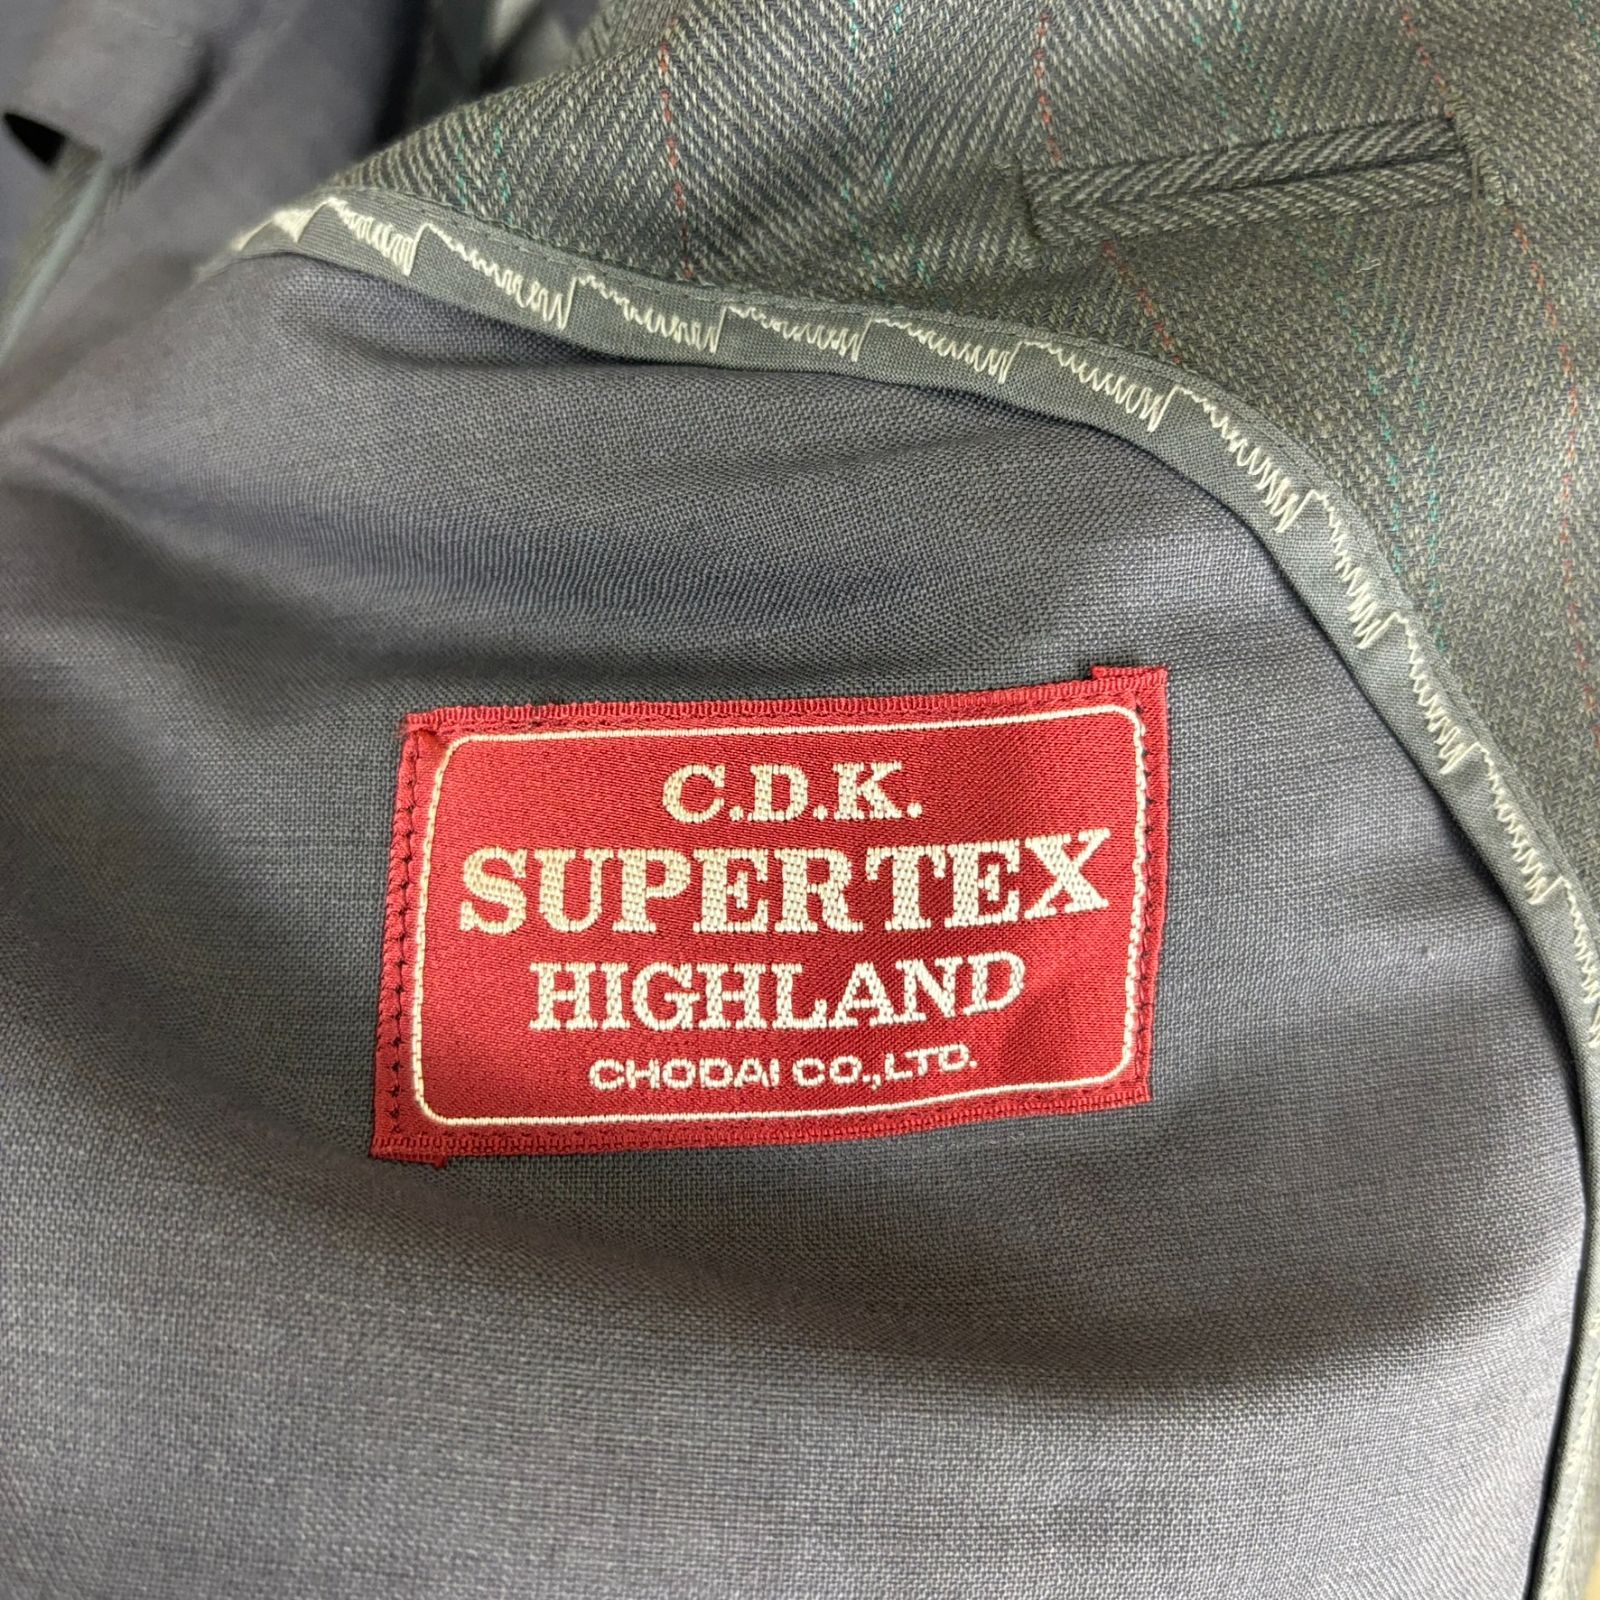 C.D.K.
SUPERTEX
HIGHLAND
CHODAI CO.,LTD.